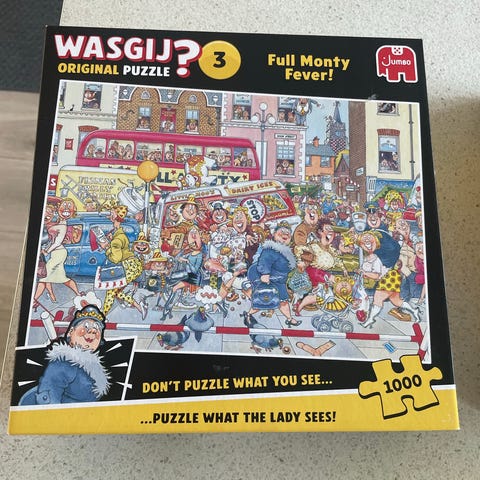 WASGIJ?
ORIGINAL PUZZLE
3
Full Monty
Fever!
Jumbo
DAIRY ICES
DON'T PUZZLE WHAT YOU SEE...
1000
...PUZZLE WHAT THE LADY SEES!